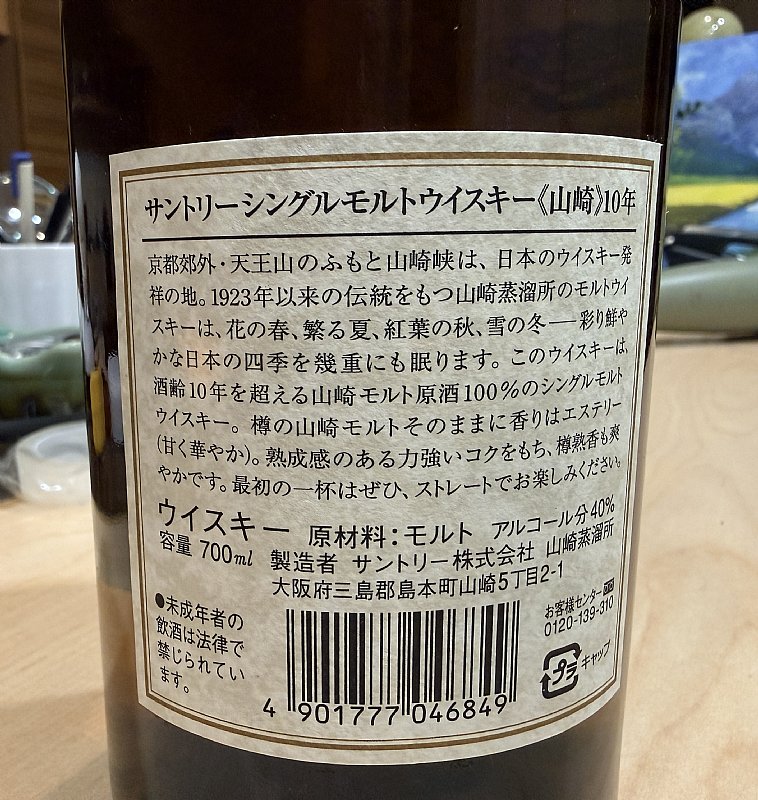 サントリーシングルモルトウイスキー《山崎》10年
京都郊外・天王山のふもと山崎峡は、日本のウイスキー発
祥の地。1923年以来の伝統をもつ山崎蒸溜所のモルトウイ
スキーは、花の春、繁る夏、紅葉の秋、雪の冬── 彩り鮮や
かな日本の四季を幾重にも眠ります。このウイスキーは、
酒齢10年を超える山崎モルト原酒100%のシングルモルト
ウイスキー。樽の山崎モルトそのままに香りはエステリー
(甘く華やか)。熟成感のある力強いコクをもち、樽熟香も爽
やかです。最初の一杯はぜひ、ストレートでお楽しみください。
ウイスキー 原材料:モルト アルコール分40%
容量 700ml 製造者 サントリー株式会社 山崎蒸溜所
大阪府三島郡島本町山崎5丁目2-1
●未成年者の
飲酒は法律で
禁じられてい
ます。
お客様センター
0120-139-310
プラ キャップ
4 901777 046849